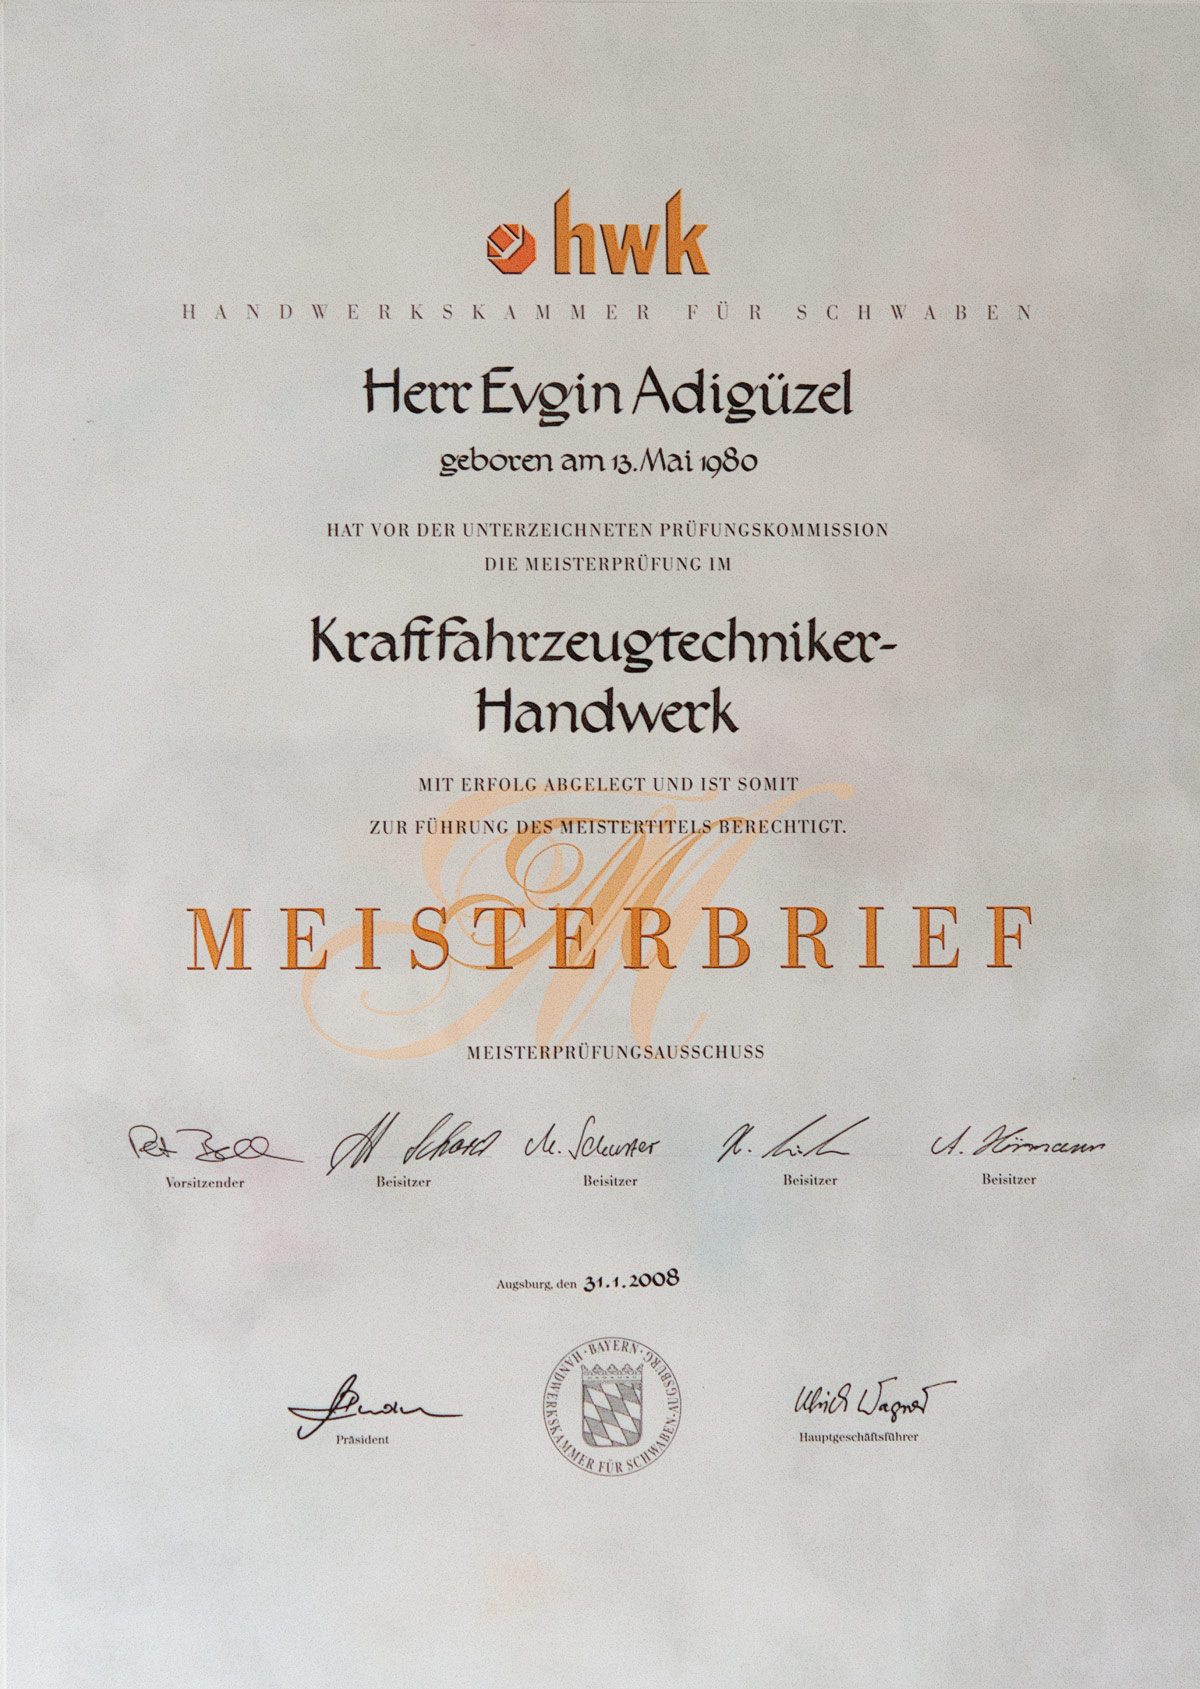 hwk
HANDWERKSKAMMER FÜR SCHWABEN
Herr Evgin Adigüzel
geboren am 13. Mai 1980
HAT VOR DER UNTERZEICHNETEN PRÜFUNGSKOMMISSION
DIE MEISTERPRÜFUNG IM
Kraftfahrzeugtechniker-
Handwerk
MIT ERFOLG ABGELEGT UND IST SOMIT
ZUR FÜHRUNG DES MEISTERTITELS BERECHTIGT.
M
MEISTERBRIEF
MEISTERPRÜFUNGSAUSSCHUSS
M. Schuster
A. Hörmann
Vorsitzender Beisitzer Beisitzer Beisitzer Beisitzer
Augsburg, den 31.1.2008
Ulrich Wagner
Präsident
Hauptgeschäftsführer
HANDWERKSKAMMER FÜR SCHWABEN · AUGSBURG · BAYERN ·